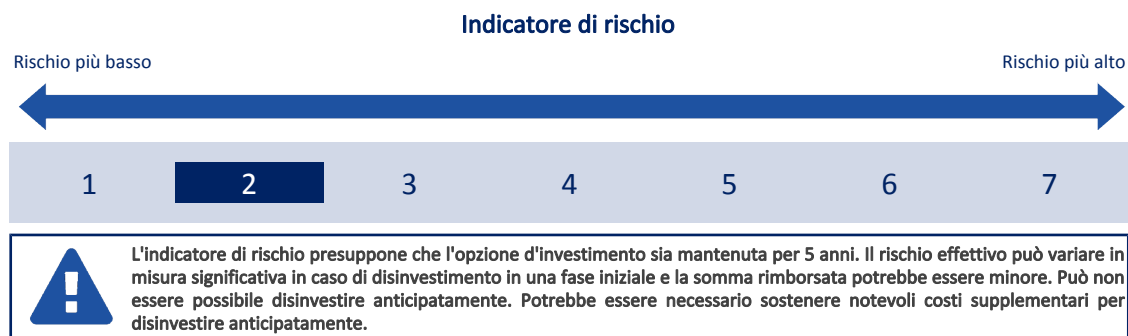 Indicatore di rischio
Rischio più basso
Rischio più alto
1 2 3 4 5 6 7
L'indicatore di rischio presuppone che l'opzione d'investimento sia mantenuta per 5 anni. Il rischio effettivo può variare in
misura significativa in caso di disinvestimento in una fase iniziale e la somma rimborsata potrebbe essere minore. Può non
essere possibile disinvestire anticipatamente. Potrebbe essere necessario sostenere notevoli costi supplementari per
disinvestire anticipatamente.